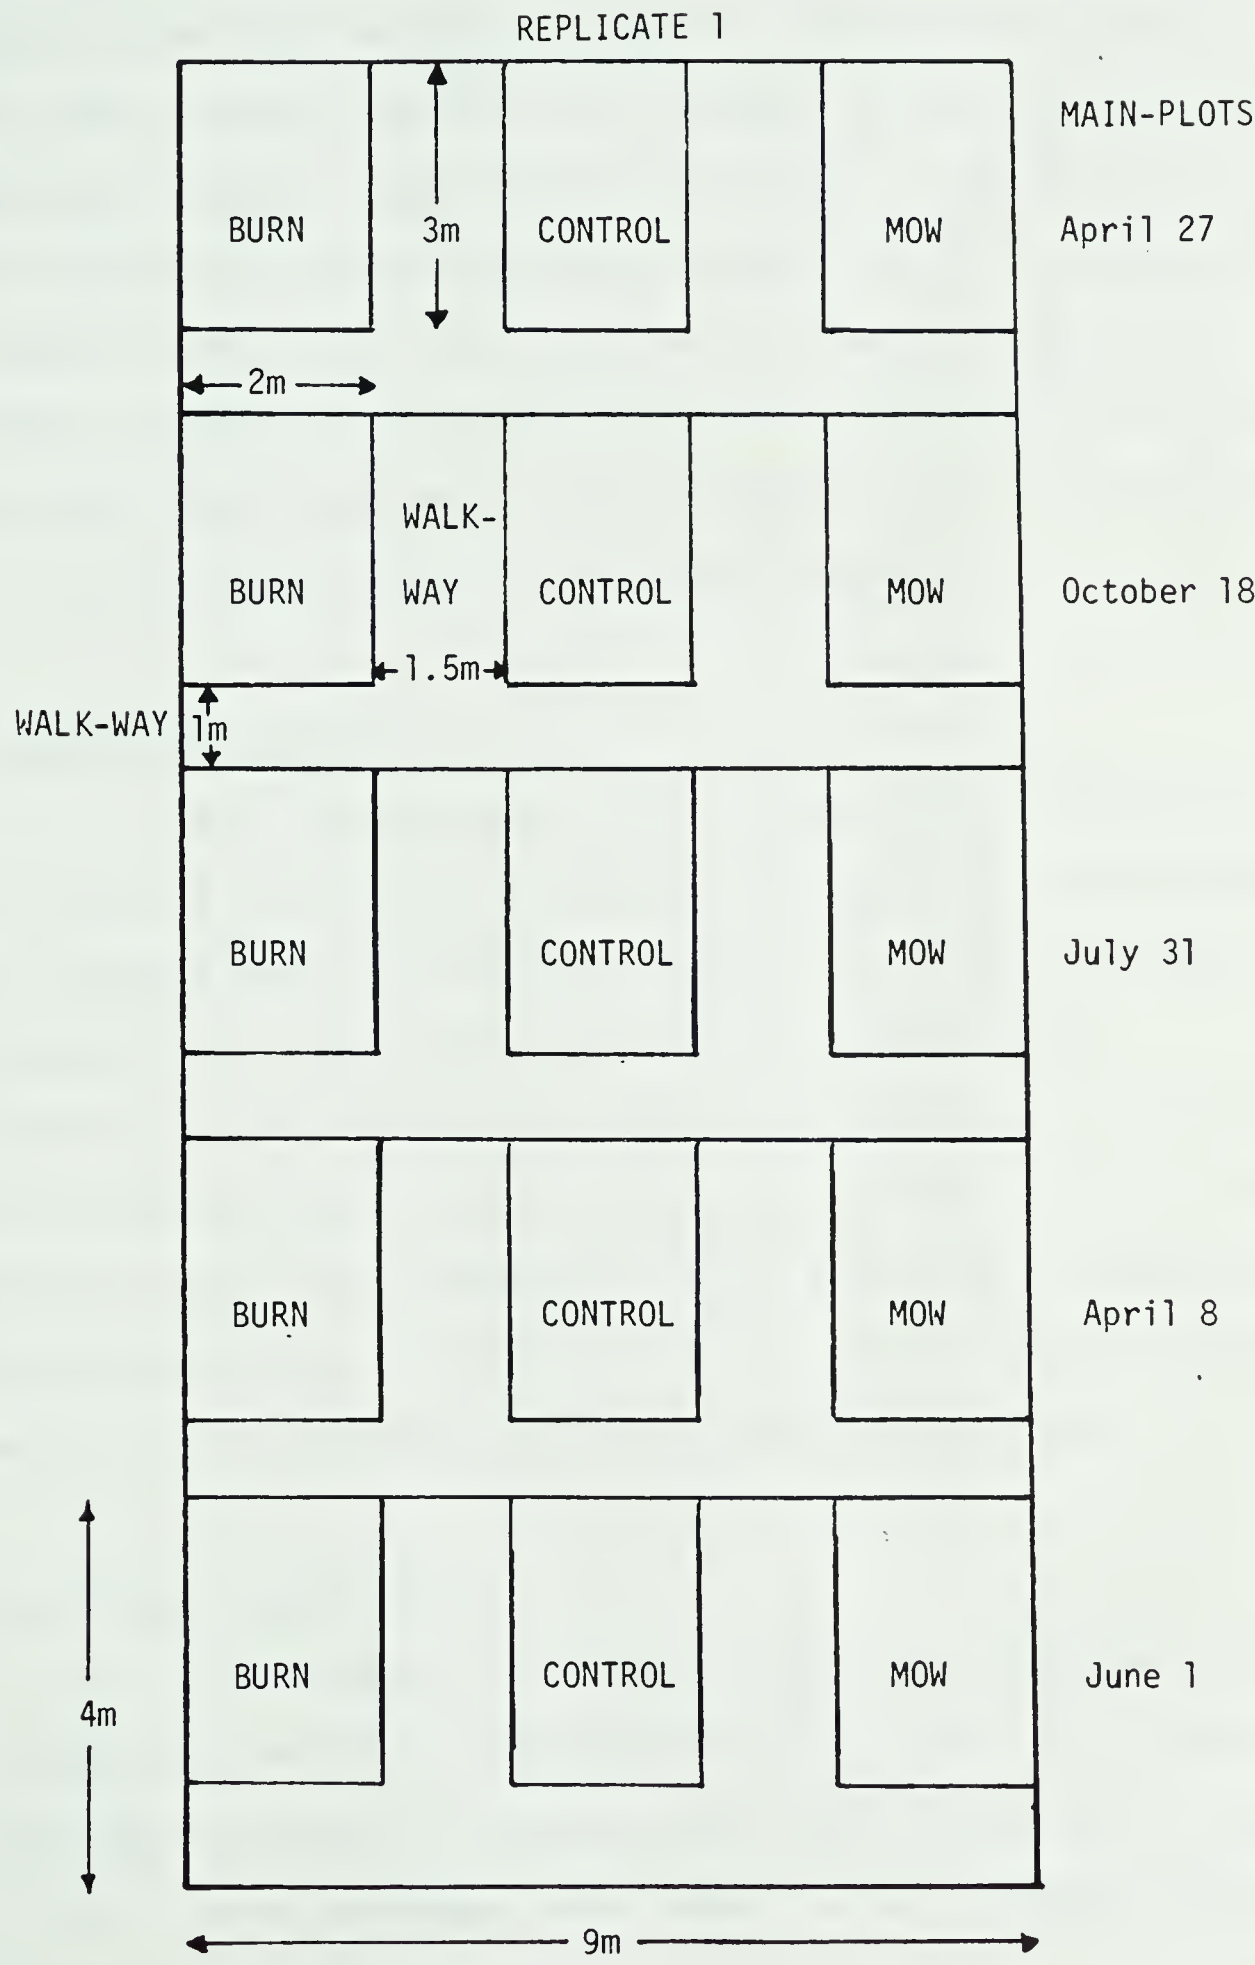 REPLICATE 1
MAIN-PLOTS
BURN 3m CONTROL MOW April 27
2m
WALK-
BURN WAY CONTROL MOW October 18
1.5m
WALK-WAY 1m
BURN CONTROL MOW July 31
BURN CONTROL MOW April 8
BURN CONTROL MOW June 1
4m
9m